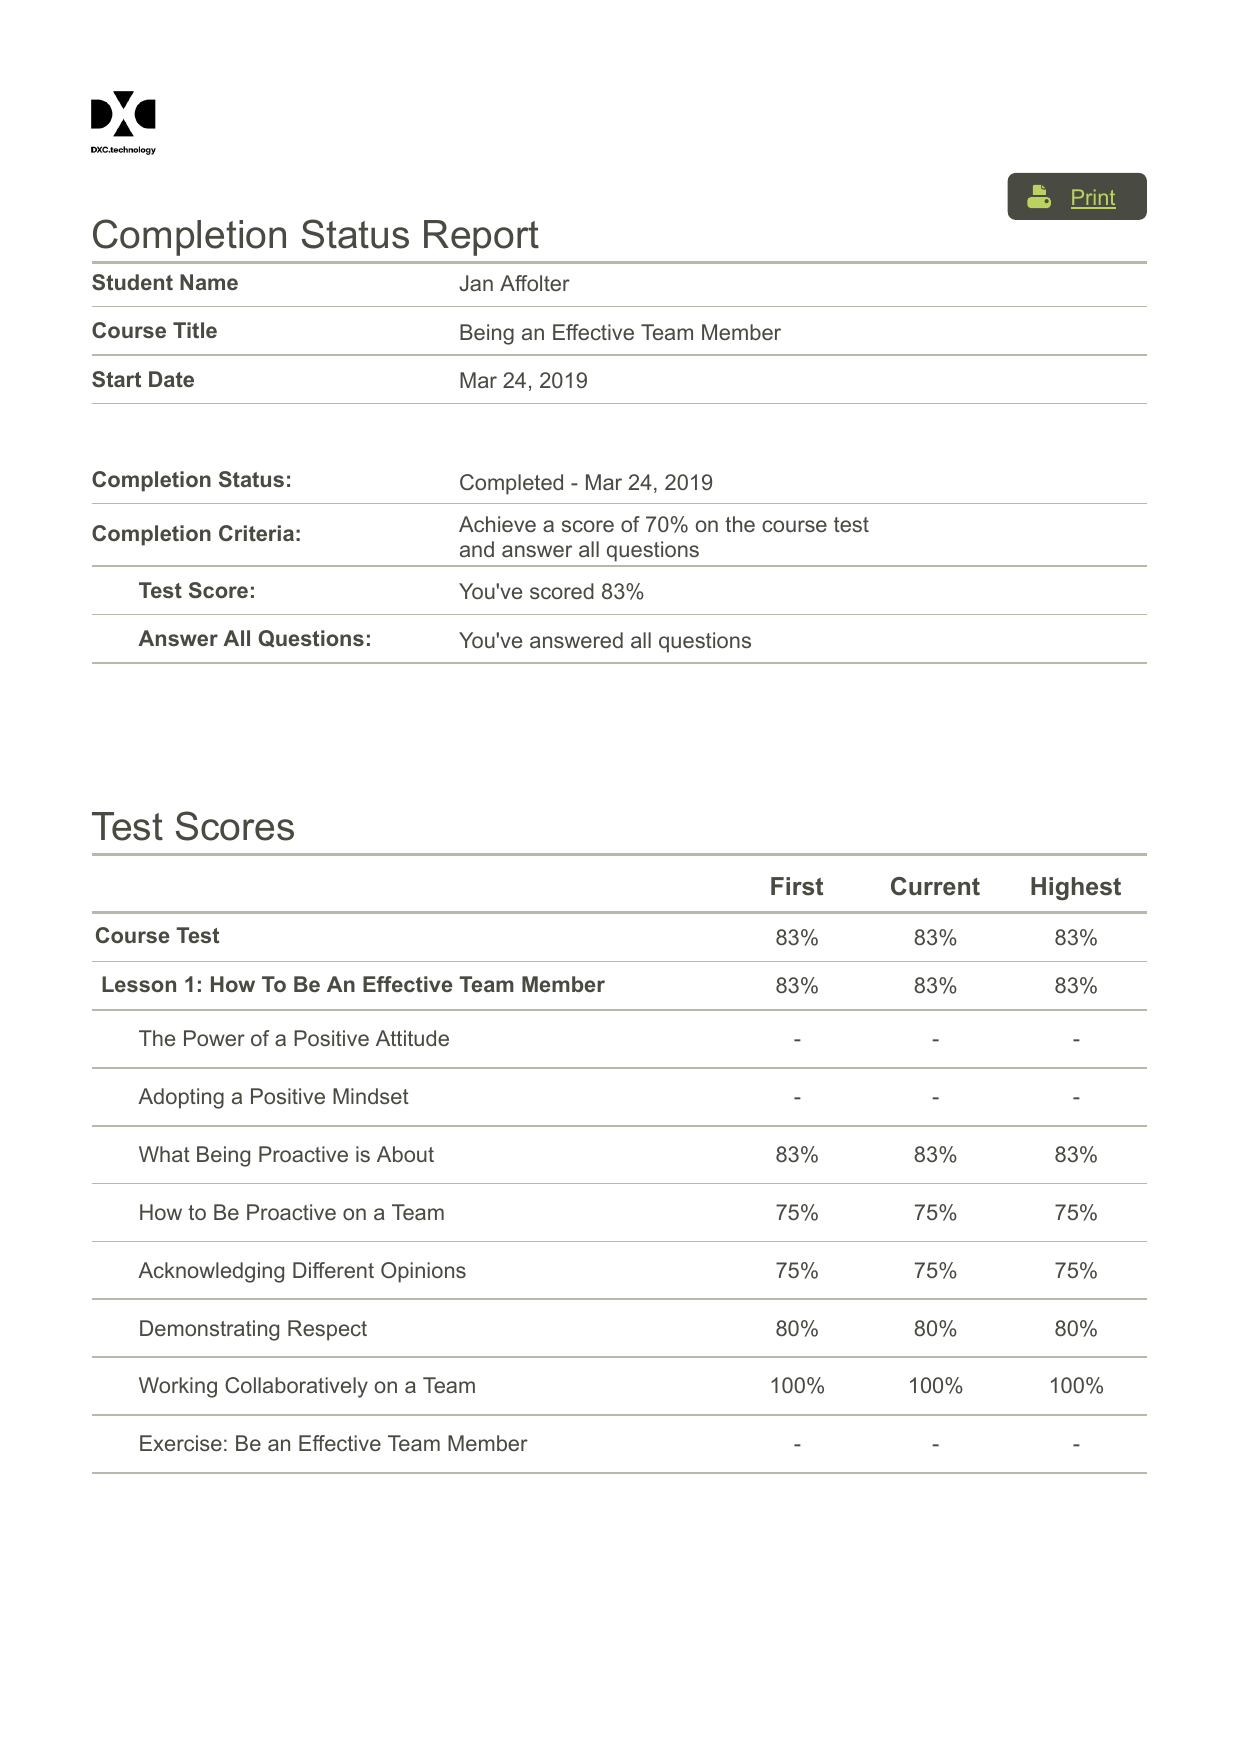 DXC.technology
Print
Completion Status Report
Student Name Jan Affolter
Course Title Being an Effective Team Member
Start Date Mar 24, 2019
Completion Status: Completed - Mar 24, 2019
Completion Criteria: Achieve a score of 70% on the course test
and answer all questions
Test Score: You've scored 83%
Answer All Questions: You've answered all questions
Test Scores
First Current Highest
Course Test 83% 83% 83%
Lesson 1: How To Be An Effective Team Member 83% 83% 83%
The Power of a Positive Attitude - - -
Adopting a Positive Mindset - - -
What Being Proactive is About 83% 83% 83%
How to Be Proactive on a Team 75% 75% 75%
Acknowledging Different Opinions 75% 75% 75%
Demonstrating Respect 80% 80% 80%
Working Collaboratively on a Team 100% 100% 100%
Exercise: Be an Effective Team Member - - -